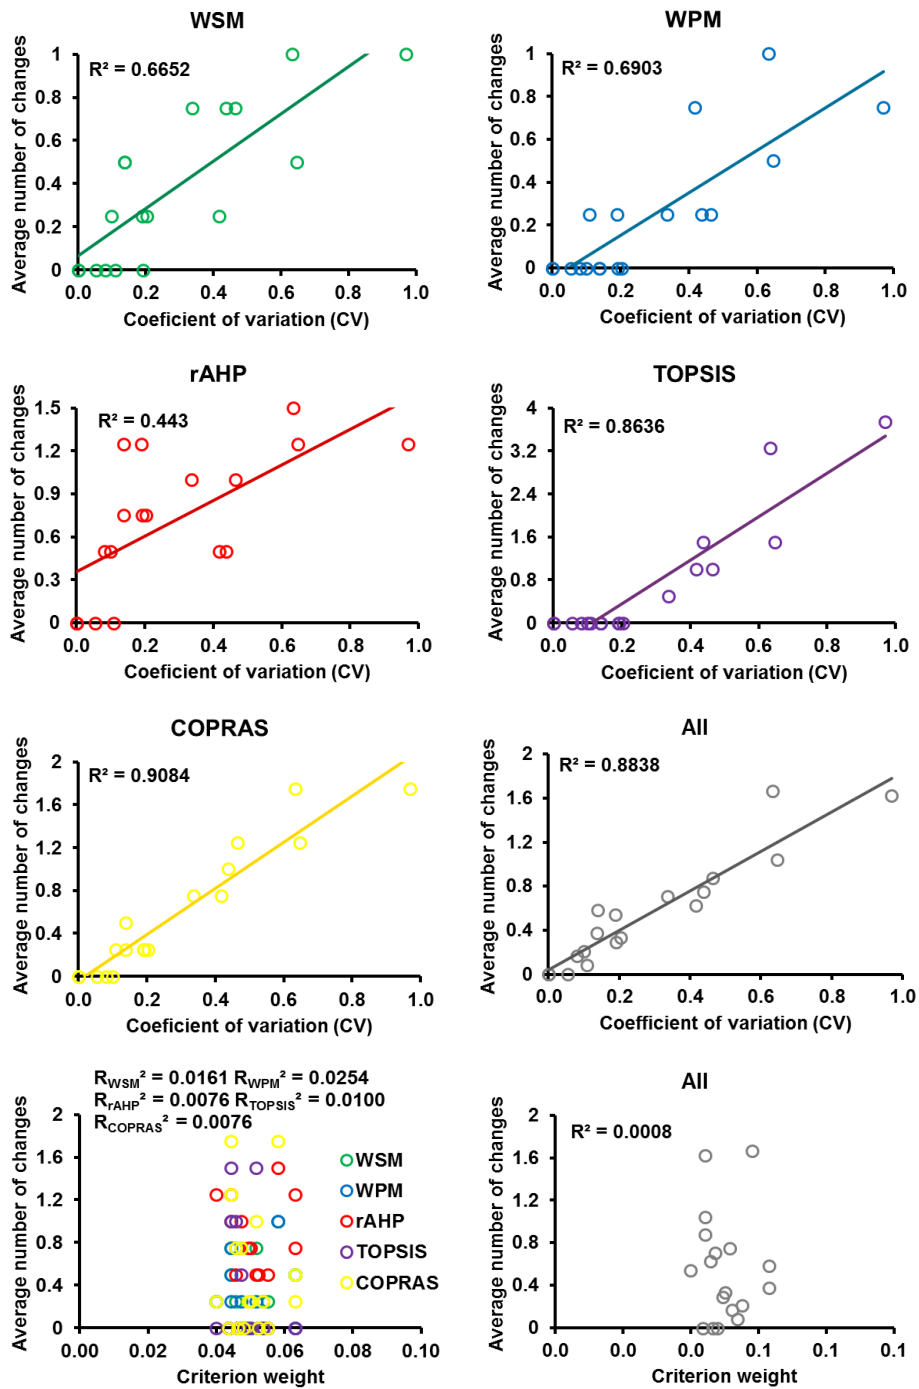 WSM
Average number of changes
R² = 0.6652
1
0.8
0.6
0.4
0.2
0
0.0 0.2 0.4 0.6 0.8 1.0
Coeficient of variation (CV)
WPM
Average number of changes
R² = 0.6903
1
0.8
0.6
0.4
0.2
0
0.0 0.2 0.4 0.6 0.8 1.0
Coeficient of variation (CV)
rAHP
Average number of changes
R² = 0.443
1.5
1.2
0.9
0.6
0.3
0
0.0 0.2 0.4 0.6 0.8 1.0
Coeficient of variation (CV)
TOPSIS
Average number of changes
R² = 0.8636
4
3.2
2.4
1.6
0.8
0
0.0 0.2 0.4 0.6 0.8 1.0
Coeficient of variation (CV)
COPRAS
Average number of changes
R² = 0.9084
2
1.6
1.2
0.8
0.4
0
0.0 0.2 0.4 0.6 0.8 1.0
Coeficient of variation (CV)
All
Average number of changes
R² = 0.8838
2
1.6
1.2
0.8
0.4
0
0.0 0.2 0.4 0.6 0.8 1.0
Coeficient of variation (CV)
R_WSM² = 0.0161 R_WPM² = 0.0254
R_rAHP² = 0.0076 R_TOPSIS² = 0.0100
R_COPRAS² = 0.0076
Average number of changes
2
1.6
1.2
0.8
0.4
0
WSM
WPM
rAHP
TOPSIS
COPRAS
0.00 0.02 0.04 0.06 0.08 0.10
Criterion weight
All
Average number of changes
R² = 0.0008
2
1.6
1.2
0.8
0.4
0
0.0 0.0 0.0 0.1 0.1 0.1
Criterion weight